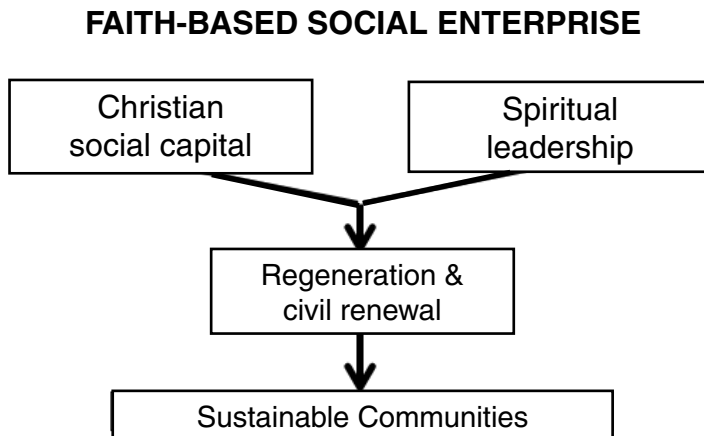 FAITH-BASED SOCIAL ENTERPRISE
Christian
social capital
Spiritual
leadership
Regeneration &
civil renewal
Sustainable Communities